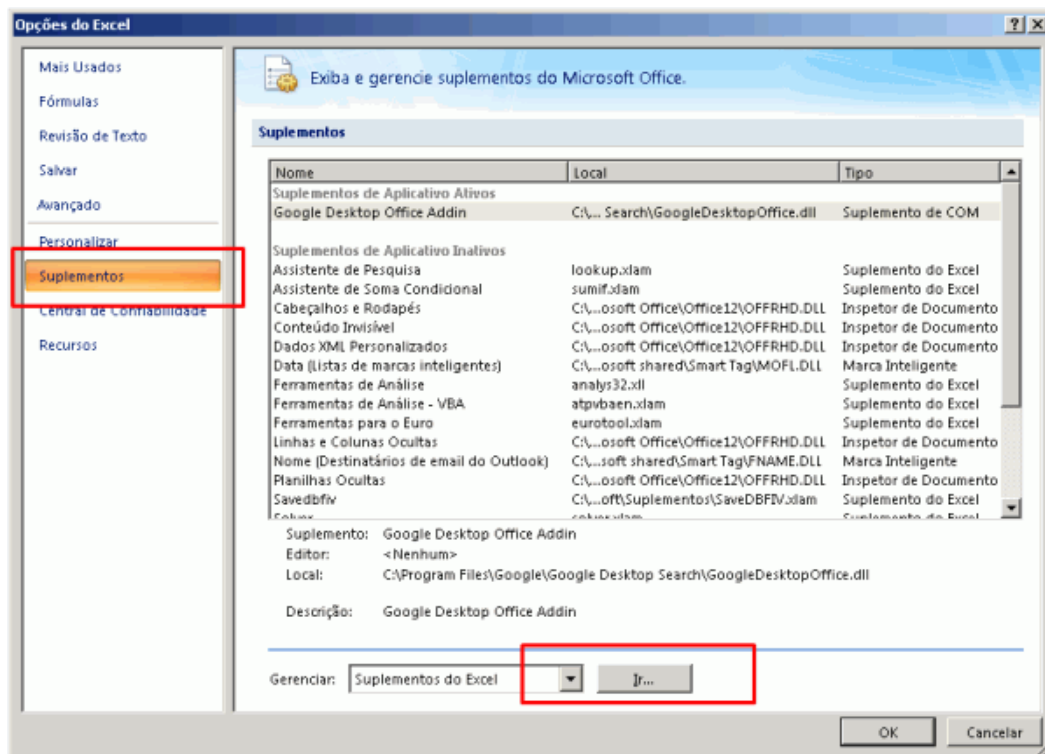 Opções do Excel
Mais Usados
Fórmulas
Revisão de Texto
Salvar
Avançado
Personalizar
Suplementos
Central de Confiabilidade
Recursos
Exiba e gerencie suplementos do Microsoft Office.
Suplementos
Nome Local Tipo
Suplementos de Aplicativo Ativos
Google Desktop Office Addin C:\... Search\GoogleDesktopOffice.dll Suplemento de COM
Suplementos de Aplicativo Inativos
Assistente de Pesquisa lookup.xlam Suplemento do Excel
Assistente de Soma Condicional sumif.xlam Suplemento do Excel
Cabeçalhos e Rodapés C:\...osoft Office\Office12\OFFRHD.DLL Inspetor de Documento
Conteúdo Invisível C:\...osoft Office\Office12\OFFRHD.DLL Inspetor de Documento
Dados XML Personalizados C:\...osoft Office\Office12\OFFRHD.DLL Inspetor de Documento
Data (Listas de marcas inteligentes) C:\...osoft shared\Smart Tag\MOFL.DLL Marca Inteligente
Ferramentas de Análise analys32.xll Suplemento do Excel
Ferramentas de Análise - VBA atpvbaen.xlam Suplemento do Excel
Ferramentas para o Euro eurotool.xlam Suplemento do Excel
Linhas e Colunas Ocultas C:\...osoft Office\Office12\OFFRHD.DLL Inspetor de Documento
Nome (Destinatários de email do Outlook) C:\...soft shared\Smart Tag\FNAME.DLL Marca Inteligente
Planilhas Ocultas C:\...osoft Office\Office12\OFFRHD.DLL Inspetor de Documento
Savedbfiv C:\...oft\Suplementos\SaveDBFIV.xlam Suplemento do Excel
Solver solver.xlam Suplemento do Excel
Suplemento: Google Desktop Office Addin
Editor: <Nenhum>
Local: C:\Program Files\Google\Google Desktop Search\GoogleDesktopOffice.dll
Descrição: Google Desktop Office Addin
Gerenciar: Suplementos do Excel Ir...
OK Cancelar